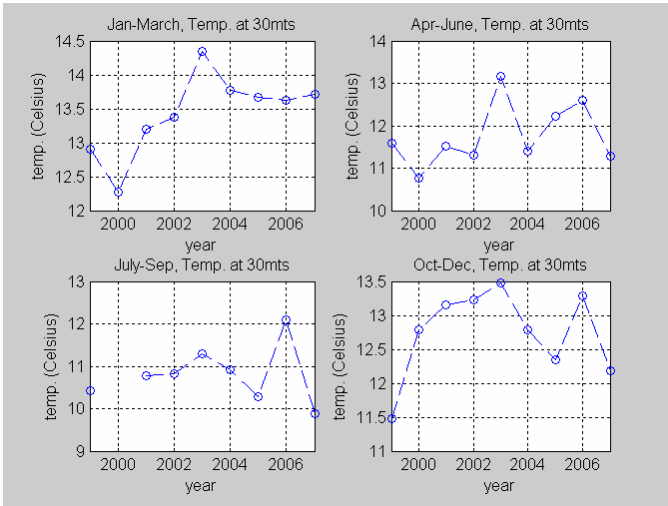 Jan-March, Temp. at 30mts
14.5
14
13.5
13
12.5
12
temp. (Celsius)
2000 2002 2004 2006
year
Apr-June, Temp. at 30mts
14
13
12
11
10
temp. (Celsius)
2000 2002 2004 2006
year
July-Sep, Temp. at 30mts
13
12
11
10
9
temp. (Celsius)
2000 2002 2004 2006
year
Oct-Dec, Temp. at 30mts
13.5
13
12.5
12
11.5
11
temp. (Celsius)
2000 2002 2004 2006
year